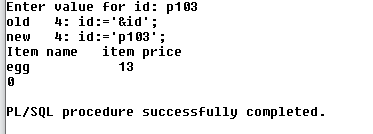 Enter value for id: p103
old   4: id:='&id';
new   4: id:='p103';
Item name   item price
egg            13
0
PL/SQL procedure successfully completed.